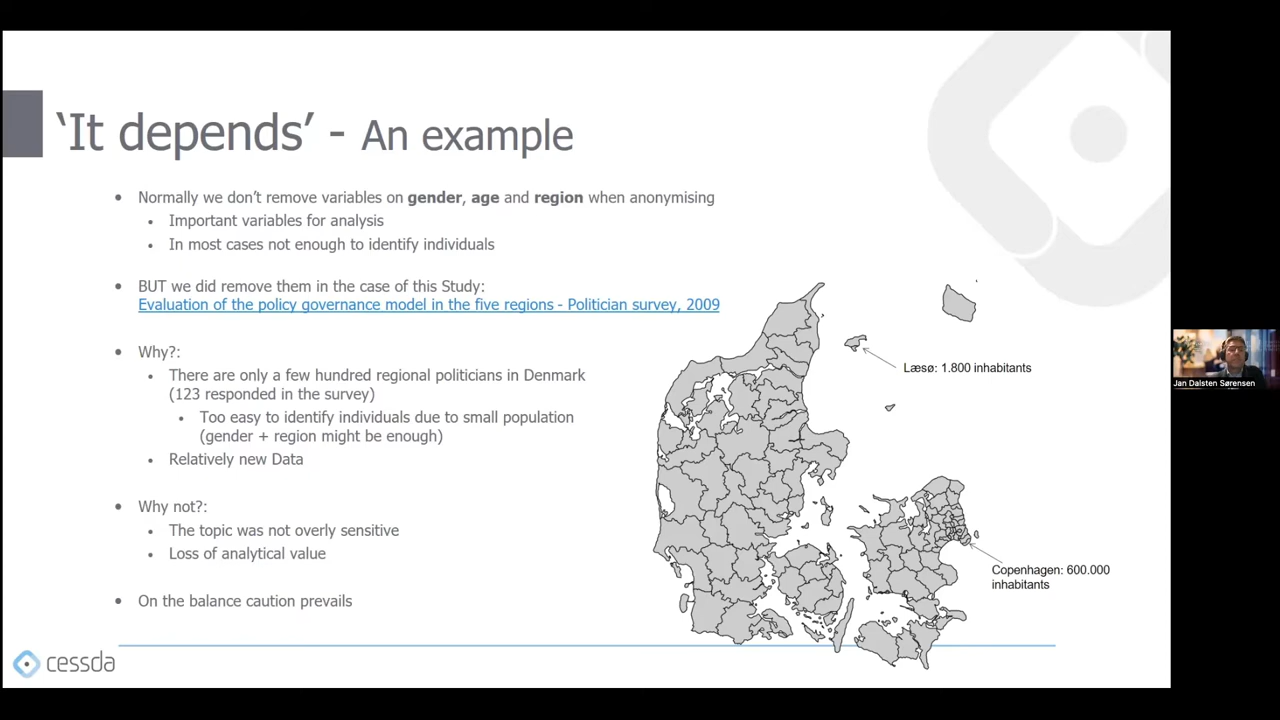 ‘It depends’ - An example
• Normally we don’t remove variables on gender, age and region when anonymising
• Important variables for analysis
• In most cases not enough to identify individuals
• BUT we did remove them in the case of this Study:
Evaluation of the policy governance model in the five regions - Politician survey, 2009
• Why?:
• There are only a few hundred regional politicians in Denmark
(123 responded in the survey)
• Too easy to identify individuals due to small population
(gender + region might be enough)
• Relatively new Data
• Why not?:
• The topic was not overly sensitive
• Loss of analytical value
• On the balance caution prevails
Læsø: 1.800 inhabitants
Copenhagen: 600.000
inhabitants
cessda
Jan Dalsten Sørensen